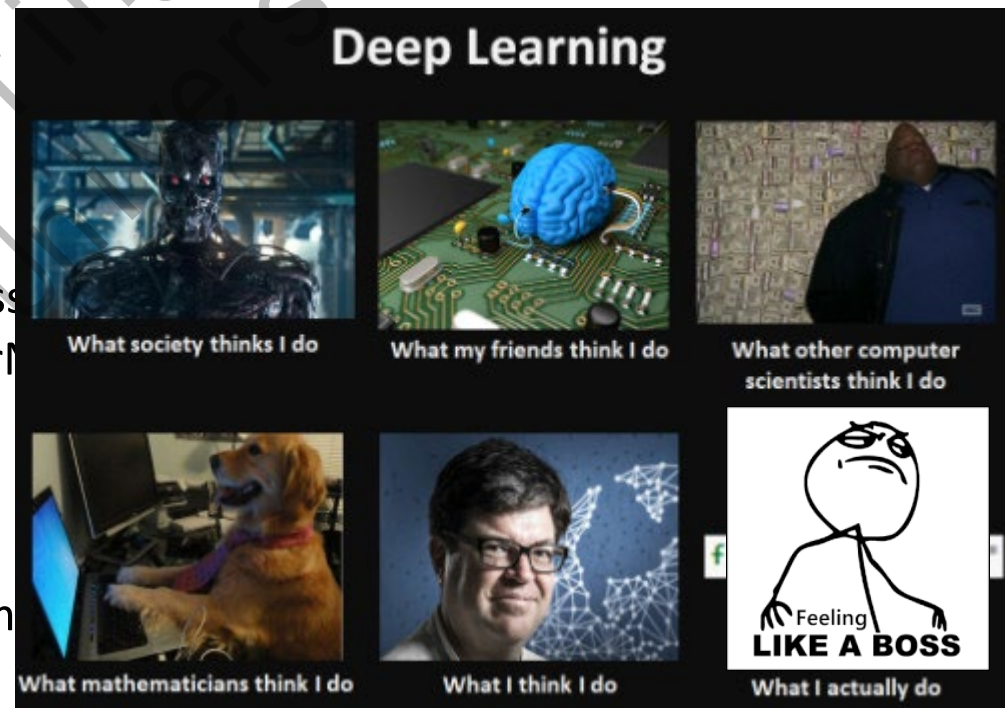 Deep Learning
What society thinks I do
What my friends think I do
What other computer
scientists think I do
Feeling
LIKE A BOSS
What mathematicians think I do
What I think I do
What I actually do